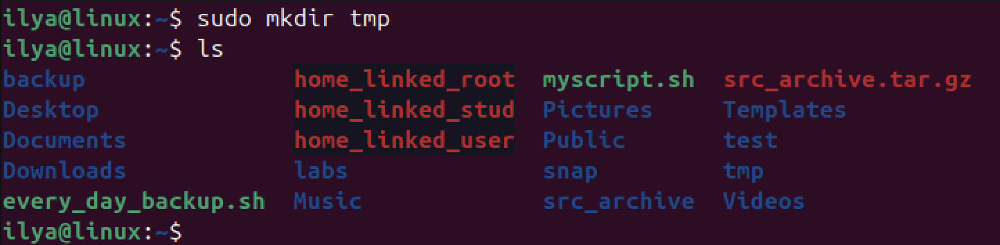 ilya@linux:~$ sudo mkdir tmp
ilya@linux:~$ ls
backup home_linked_root myscript.sh src_archive.tar.gz
Desktop home_linked_stud Pictures Templates
Documents home_linked_user Public test
Downloads labs snap tmp
every_day_backup.sh Music src_archive Videos
ilya@linux:~$